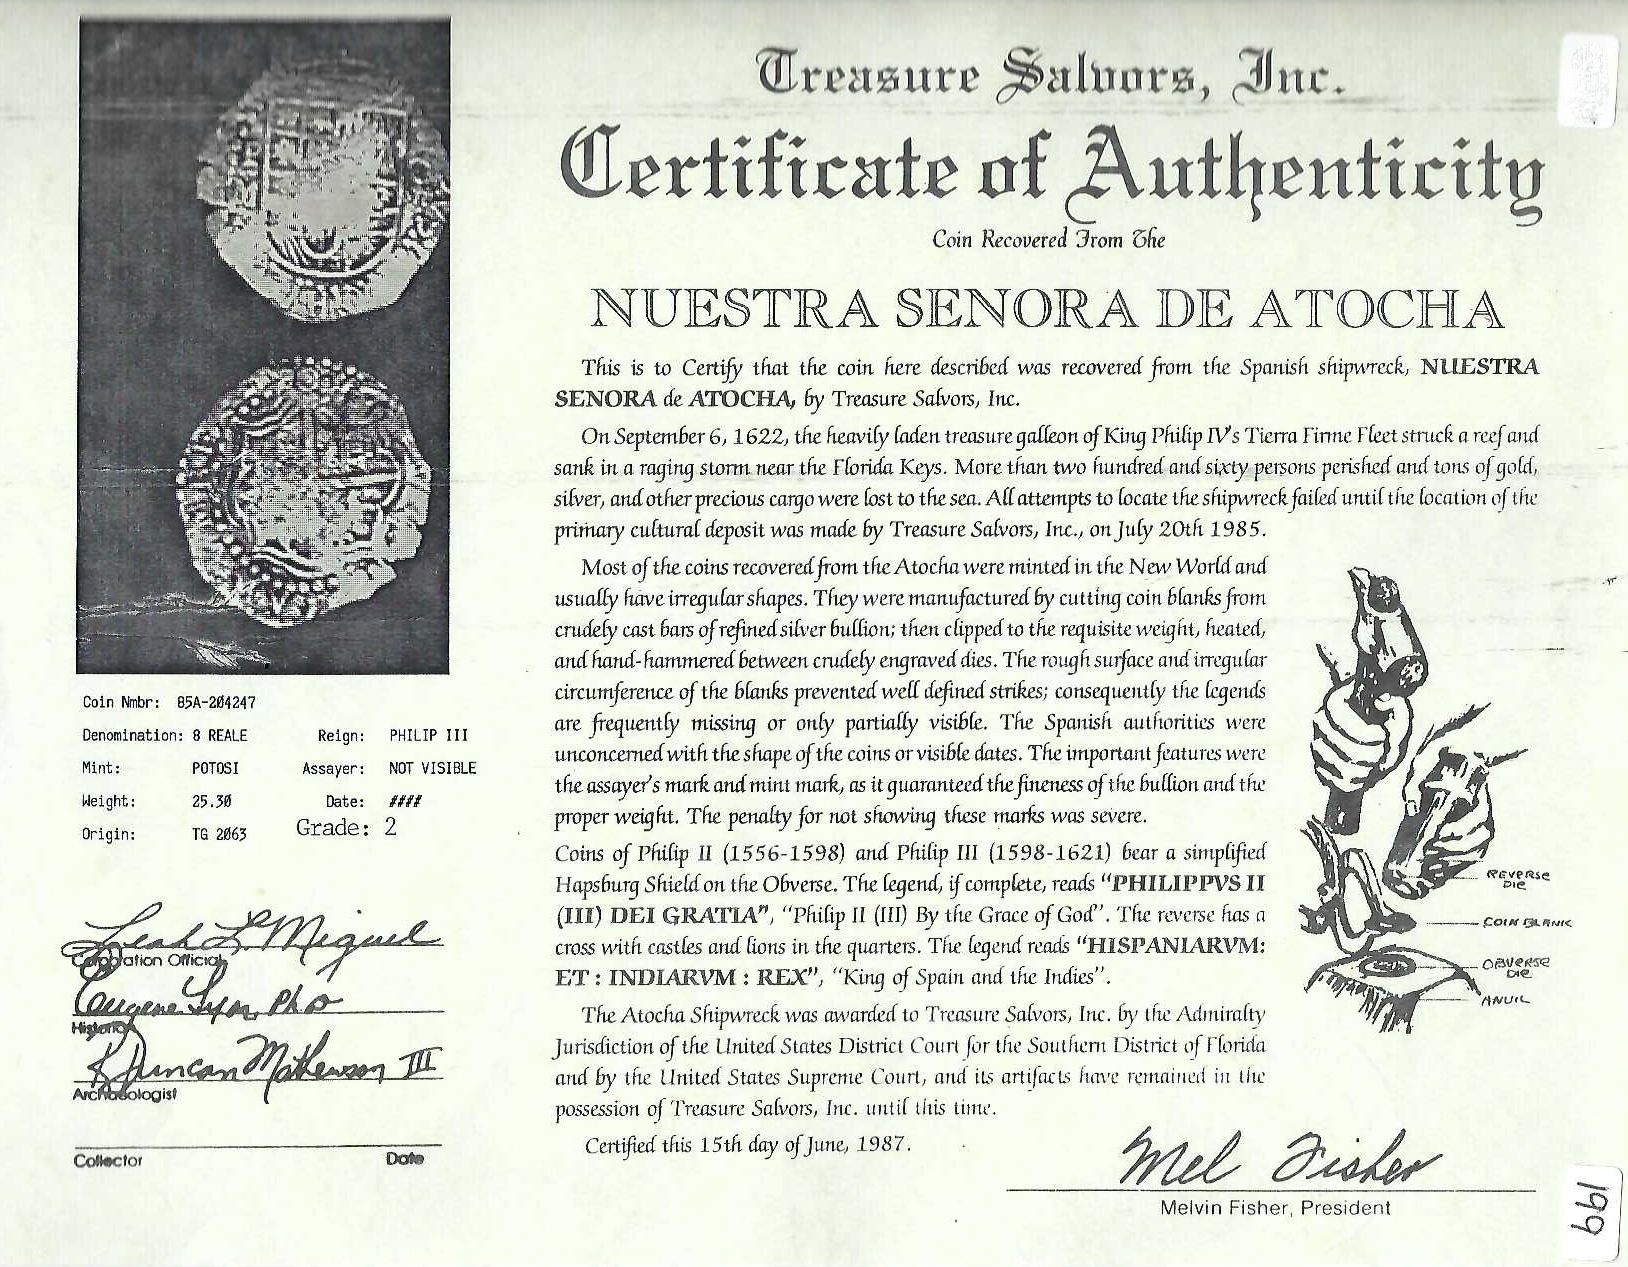 Treasure Salvors, Inc.
Certificate of Authenticity
Coin Recovered From The
NUESTRA SENORA DE ATOCHA
This is to Certify that the coin here described was recovered from the Spanish shipwreck, NUESTRA
SENORA de ATOCHA, by Treasure Salvors, Inc.
On September 6, 1622, the heavily laden treasure galleon of King Philip IV's Tierra Firme Fleet struck a reef and
sank in a raging storm near the Florida Keys. More than two hundred and sixty persons perished and tons of gold,
silver, and other precious cargo were lost to the sea. All attempts to locate the shipwreck failed until the location of the
primary cultural deposit was made by Treasure Salvors, Inc., on July 20th 1985.
Most of the coins recovered from the Atocha were minted in the New World and
usually have irregular shapes. They were manufactured by cutting coin blanks from
crudely cast bars of refined silver bullion; then clipped to the requisite weight, heated,
and hand-hammered between crudely engraved dies. The rough surface and irregular
circumference of the blanks prevented well defined strikes; consequently the legends
are frequently missing or only partially visible. The Spanish authorities were
unconcerned with the shape of the coins or visible dates. The important features were
the assayer's mark and mint mark, as it guaranteed the fineness of the bullion and the
proper weight. The penalty for not showing these marks was severe.
Coins of Philip II (1556-1598) and Philip III (1598-1621) bear a simplified
Hapsburg Shield on the Obverse. The legend, if complete, reads "PHILIPPVS II
(III) DEI GRATIA", "Philip II (III) By the Grace of God". The reverse has a
cross with castles and lions in the quarters. The legend reads "HISPANIARVM:
ET : INDIARVM : REX", "King of Spain and the Indies".
The Atocha Shipwreck was awarded to Treasure Salvors, Inc. by the Admiralty
Jurisdiction of the United States District Court for the Southern District of Florida
and by the United States Supreme Court, and its artifacts have remained in the
possession of Treasure Salvors, Inc. until this time.
Certified this 15th day of June, 1987.
Mel Fisher
Melvin Fisher, President
REVERSE
DIE
COIN BLANK
OBVERSE
DIE
ANVIL
Coin Nmbr: 85A-204247
Denomination: 8 REALE Reign: PHILIP III
Mint: POTOSI Assayer: NOT VISIBLE
Weight: 25.30 Date: ####
Origin: TG 2063 Grade: 2
Leah L. Miguel
Corporation Official
Eugene Lyon, PhD
Historian
R Duncan Mathewson III
Archaeologist
Collector Date
199